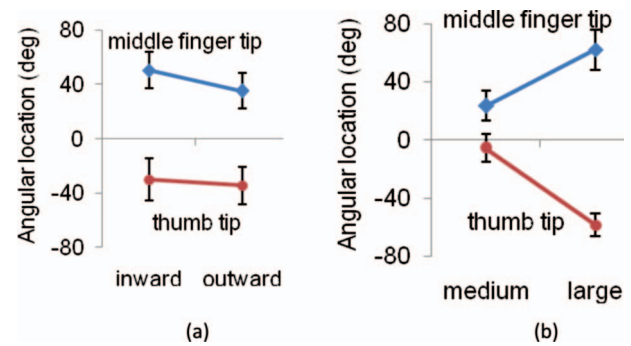 80
middle finger tip
40
0
-40
thumb tip
-80
Angular location (deg)
inward outward
(a)
80
middle finger tip
40
0
-40
thumb tip
-80
Angular location (deg)
medium large
(b)